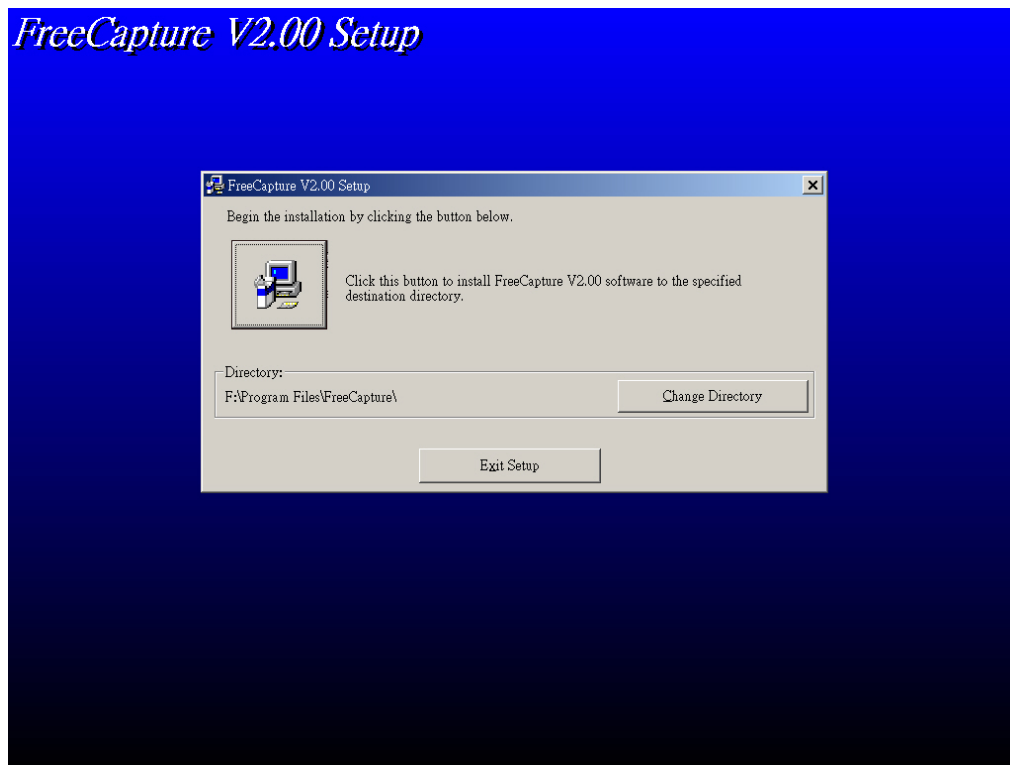 FreeCapture V2.00 Setup
FreeCapture V2.00 Setup
Begin the installation by clicking the button below.
Click this button to install FreeCapture V2.00 software to the specified
destination directory.
Directory:
F:\Program Files\FreeCapture\
Change Directory
Exit Setup